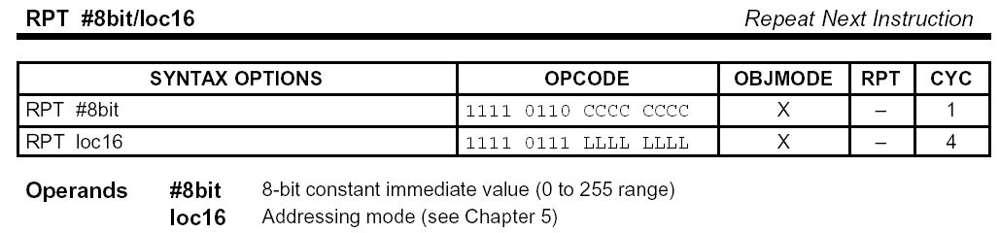 RPT #8bit/loc16 Repeat Next Instruction
SYNTAX OPTIONS OPCODE OBJMODE RPT CYC
RPT #8bit 1111 0110 CCCC CCCC X – 1
RPT loc16 1111 0111 LLLL LLLL X – 4
Operands #8bit 8-bit constant immediate value (0 to 255 range)
loc16 Addressing mode (see Chapter 5)